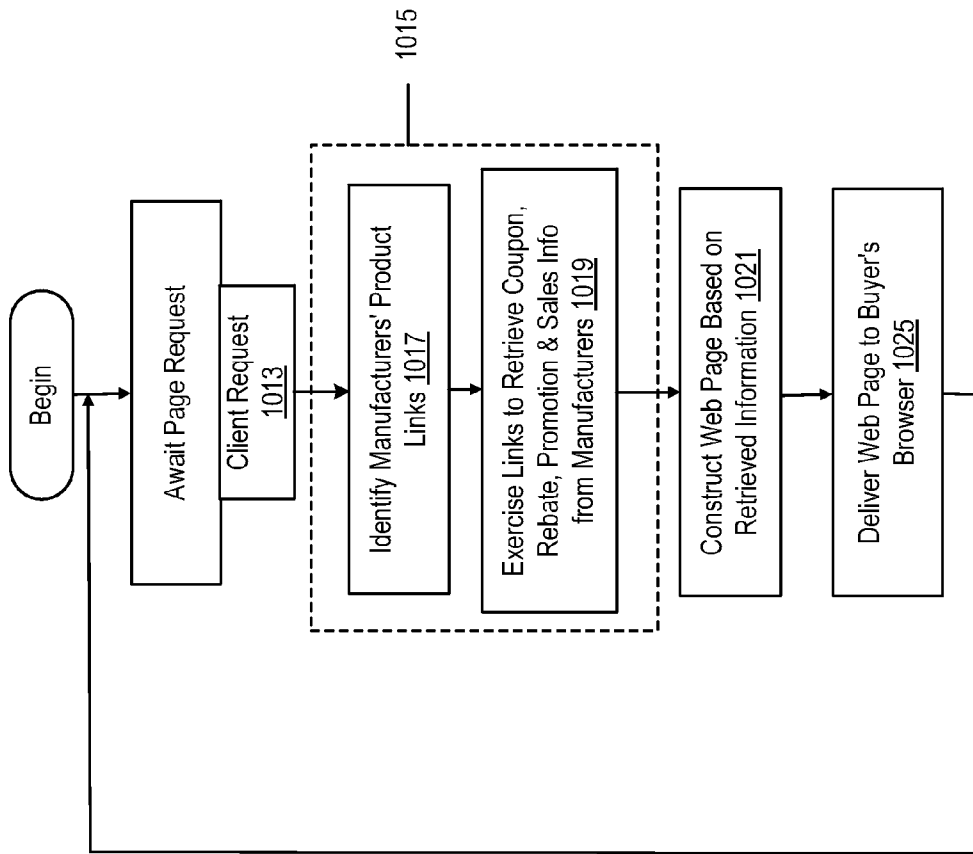 Begin
Await Page Request
Client Request
1013
1015
Identify Manufacturers' Product
Links 1017
Exercise Links to Retrieve Coupon,
Rebate, Promotion & Sales Info
from Manufacturers 1019
Construct Web Page Based on
Retrieved Information 1021
Deliver Web Page to Buyer's
Browser 1025